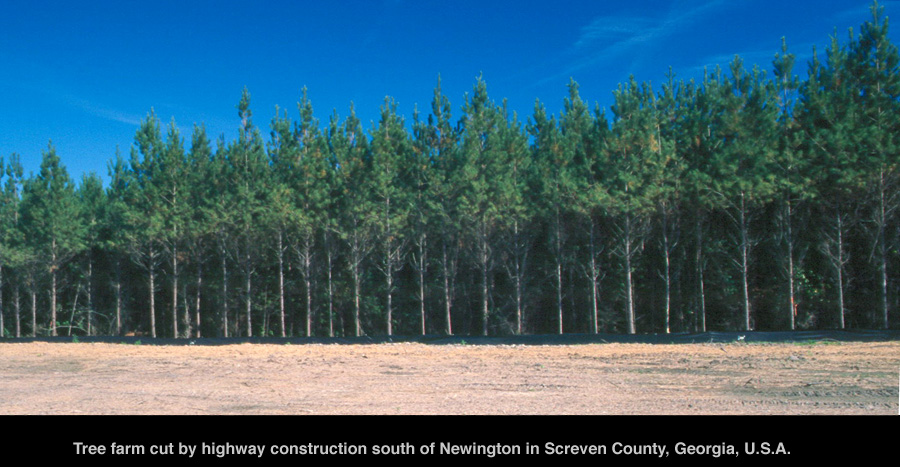 Tree farm cut by highway construction south of Newington in Screven County, Georgia, U.S.A.